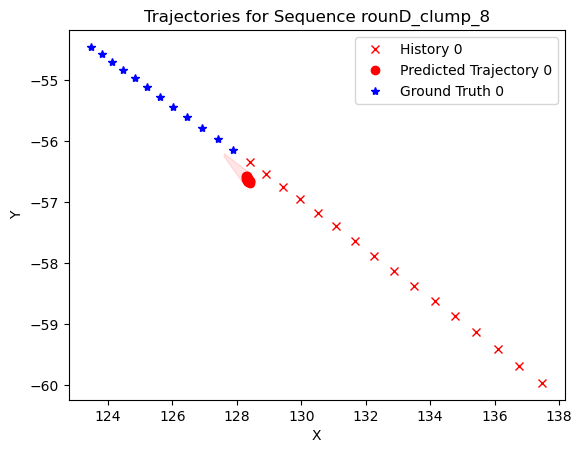 Trajectories for Sequence rounD_clump_8
History 0
Predicted Trajectory 0
Ground Truth 0
Y
−55
−56
−57
−58
−59
−60
124
126
128
130
132
134
136
138
X